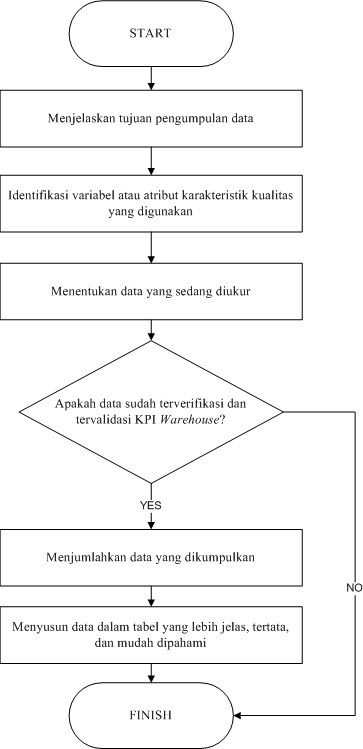 START
Menjelaskan tujuan pengumpulan data
Identifikasi variabel atau atribut karakteristik kualitas
yang digunakan
Menentukan data yang sedang diukur
Apakah data sudah terverifikasi dan
tervalidasi KPI Warehouse?
YES
Menjumlahkan data yang dikumpulkan
NO
Menyusun data dalam tabel yang lebih jelas, tertata,
dan mudah dipahami
FINISH